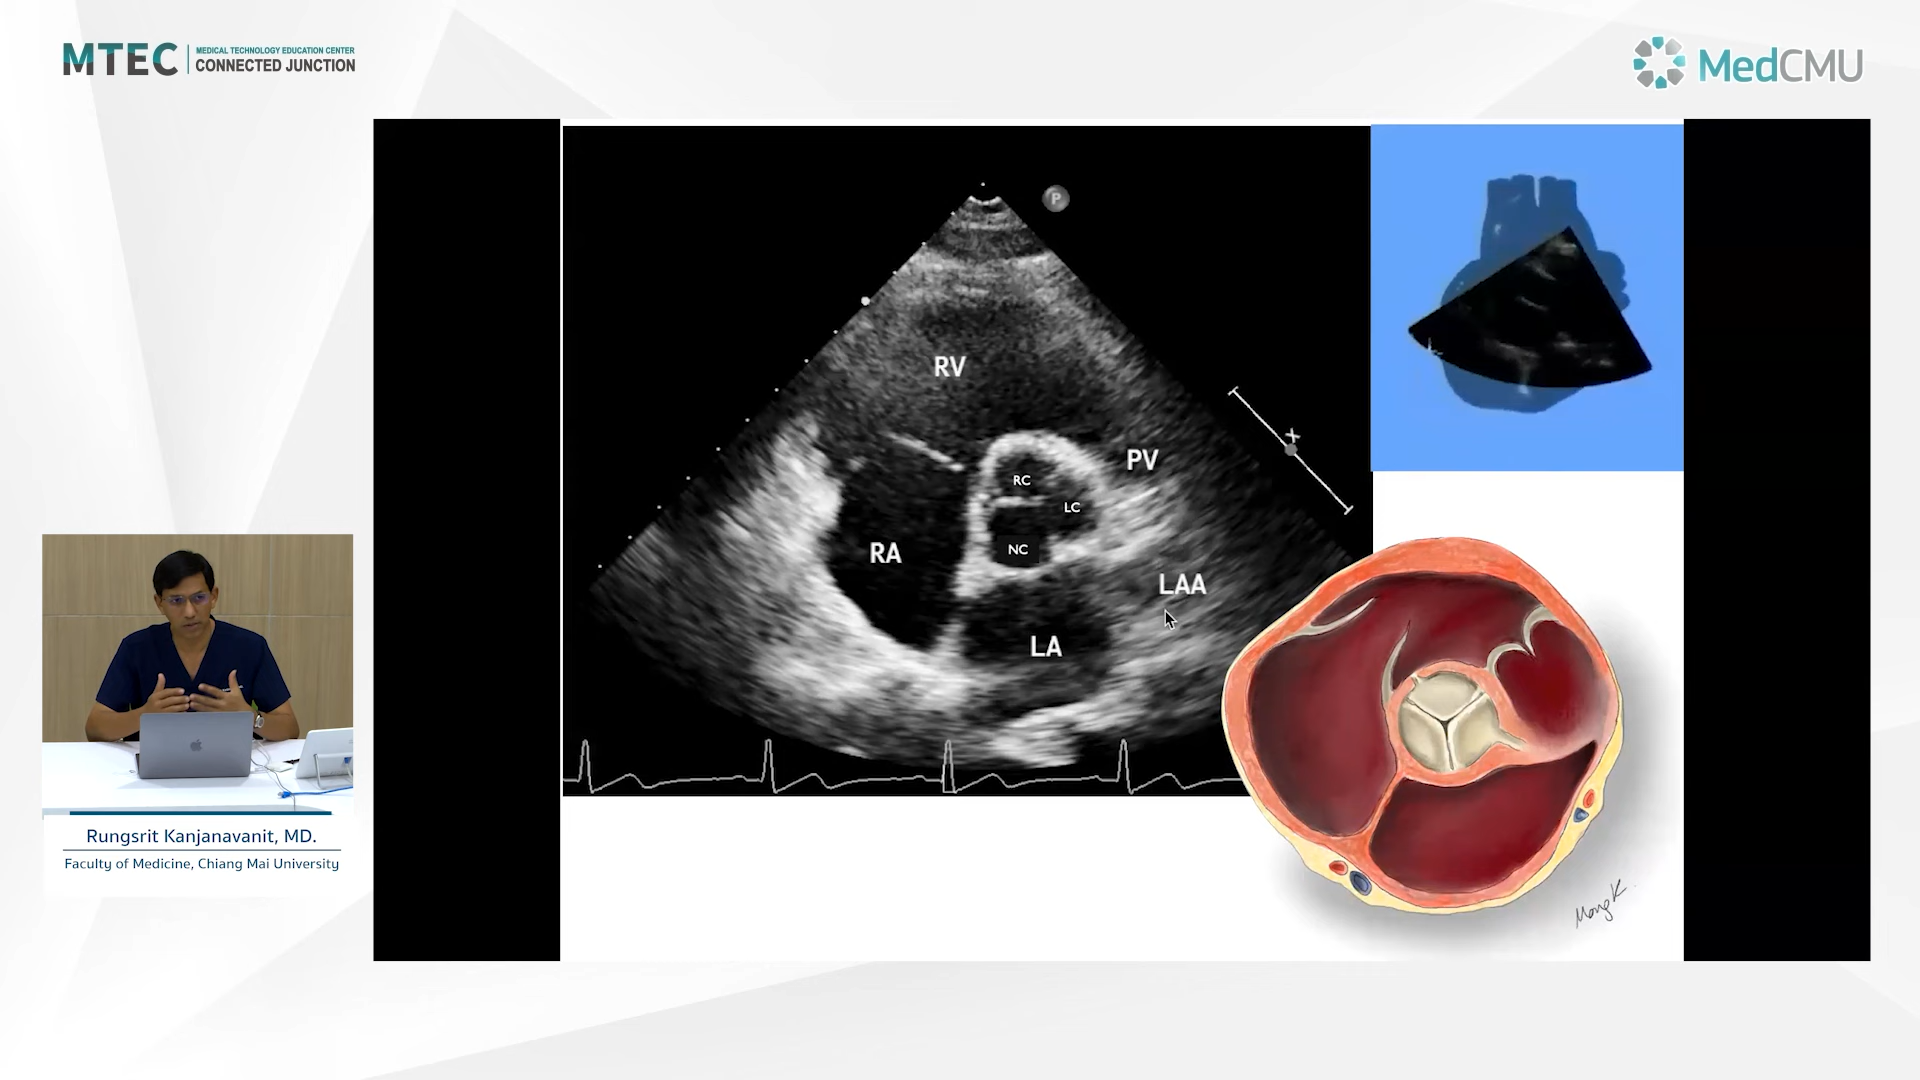 MTEC
MEDICAL TECHNOLOGY EDUCATION CENTER
CONNECTED JUNCTION
MedCMU
P
RV
PV
RC
LC
NC
RA
LAA
LA
Rungsrit Kanjanavanit, MD.
Faculty of Medicine, Chiang Mai University